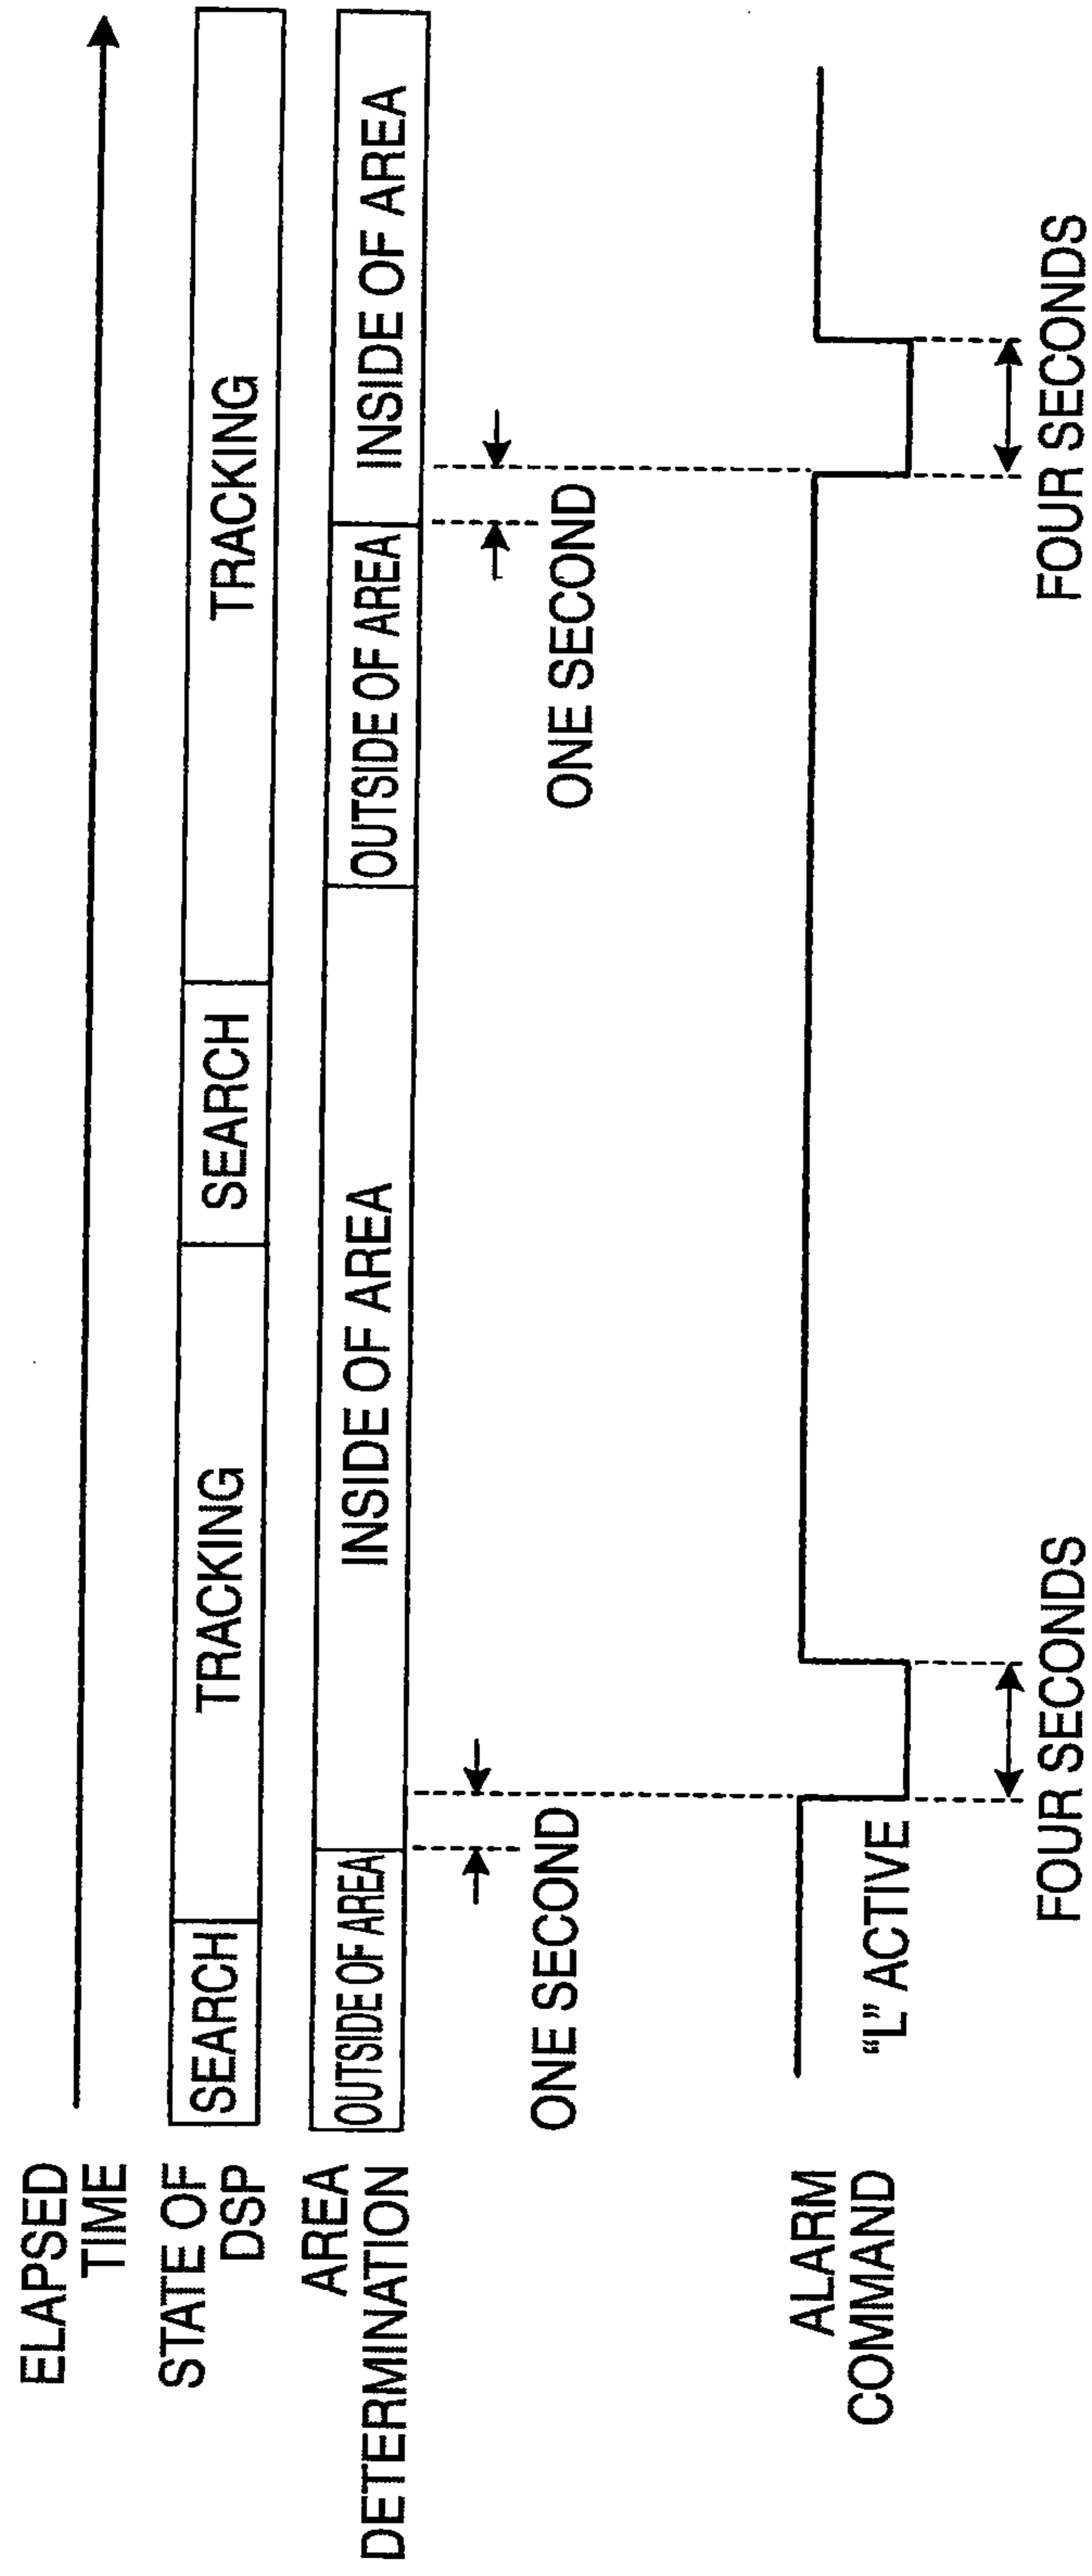 ELAPSED
TIME
STATE OF
DSP
SEARCH
TRACKING
SEARCH
TRACKING
AREA
DETERMINATION
OUTSIDE OF AREA
INSIDE OF AREA
OUTSIDE OF AREA
INSIDE OF AREA
ONE SECOND
ONE SECOND
ALARM
COMMAND
“L” ACTIVE
FOUR SECONDS
FOUR SECONDS